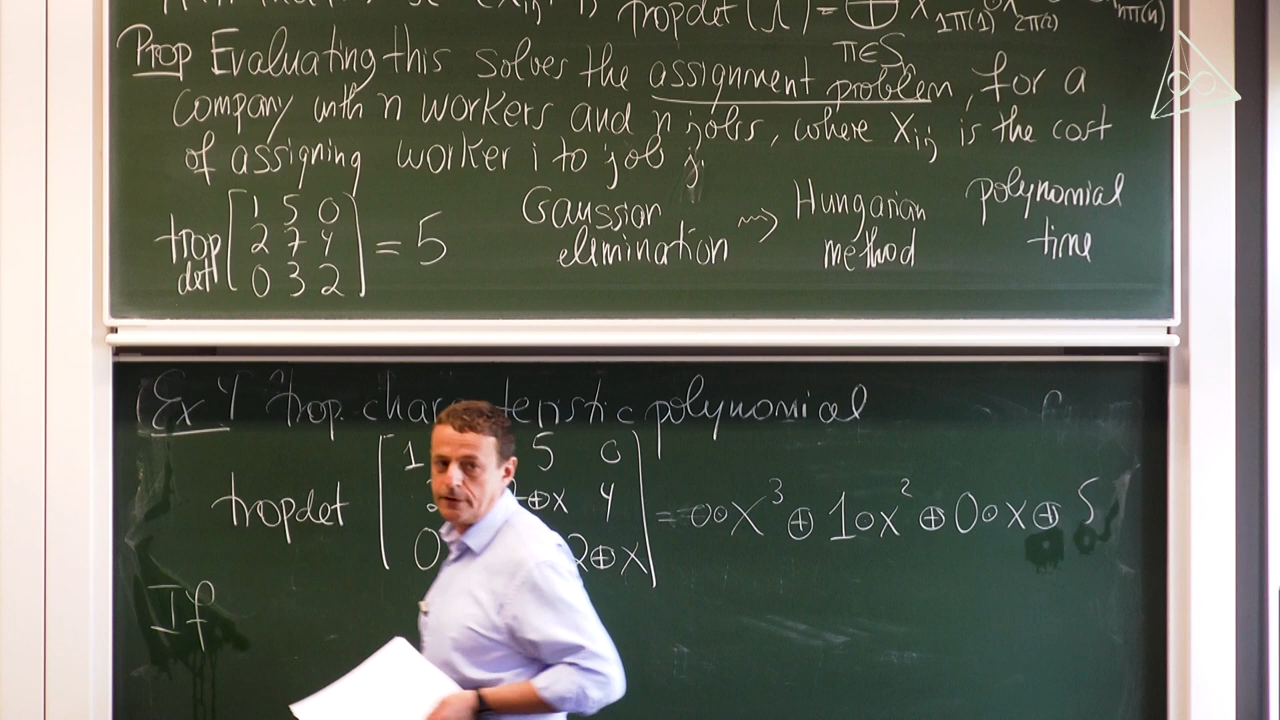 tropdet (X) = ⊕ x 1π(1) 2π(2) nπ(n)
π∈Sn
Prop Evaluating this solves the assignment problem, for a
company with n workers and n jobs, where xij is the cost
of assigning worker i to job j.
trop det [1 5 0
2 7 4
0 3 2] = 5
Gaussian elimination ⇝ Hungarian method
polynomial time
Ex 4 Trop. characteristic polynomial
tropdet [1 5 0
⊕x 4
0 2⊕x] = 0∘x³ ⊕ 1∘x² ⊕ 0∘x ⊕ 5
If